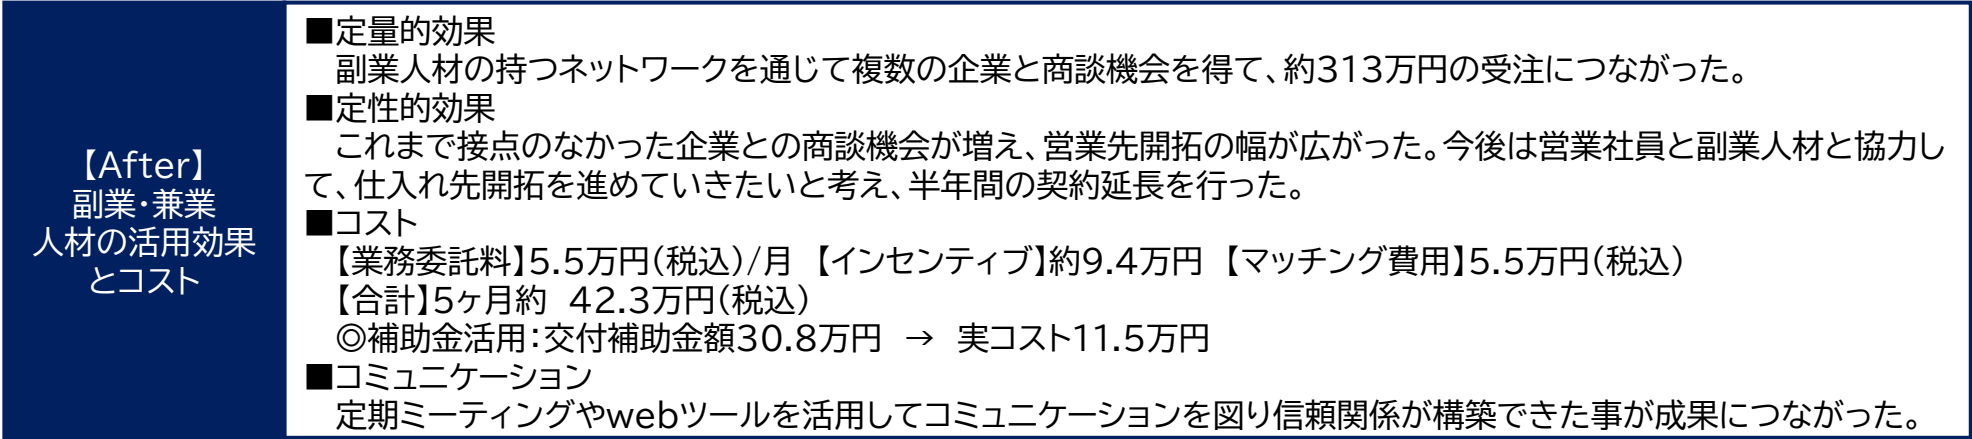 【After】
副業・兼業
人材の活用効果
とコスト
■定量的効果
　副業人材の持つネットワークを通じて複数の企業と商談機会を得て、約313万円の受注につながった。
■定性的効果
　これまで接点のなかった企業との商談機会が増え、営業先開拓の幅が広がった。今後は営業社員と副業人材と協力し
て、仕入れ先開拓を進めていきたいと考え、半年間の契約延長を行った。
■コスト
　【業務委託料】5.5万円(税込)/月 【インセンティブ】約9.4万円 【マッチング費用】5.5万円(税込)
　【合計】5ヶ月約　42.3万円(税込)
　◎補助金活用：交付補助金額30.8万円　→　実コスト11.5万円
■コミュニケーション
　定期ミーティングやwebツールを活用してコミュニケーションを図り信頼関係が構築できた事が成果につながった。